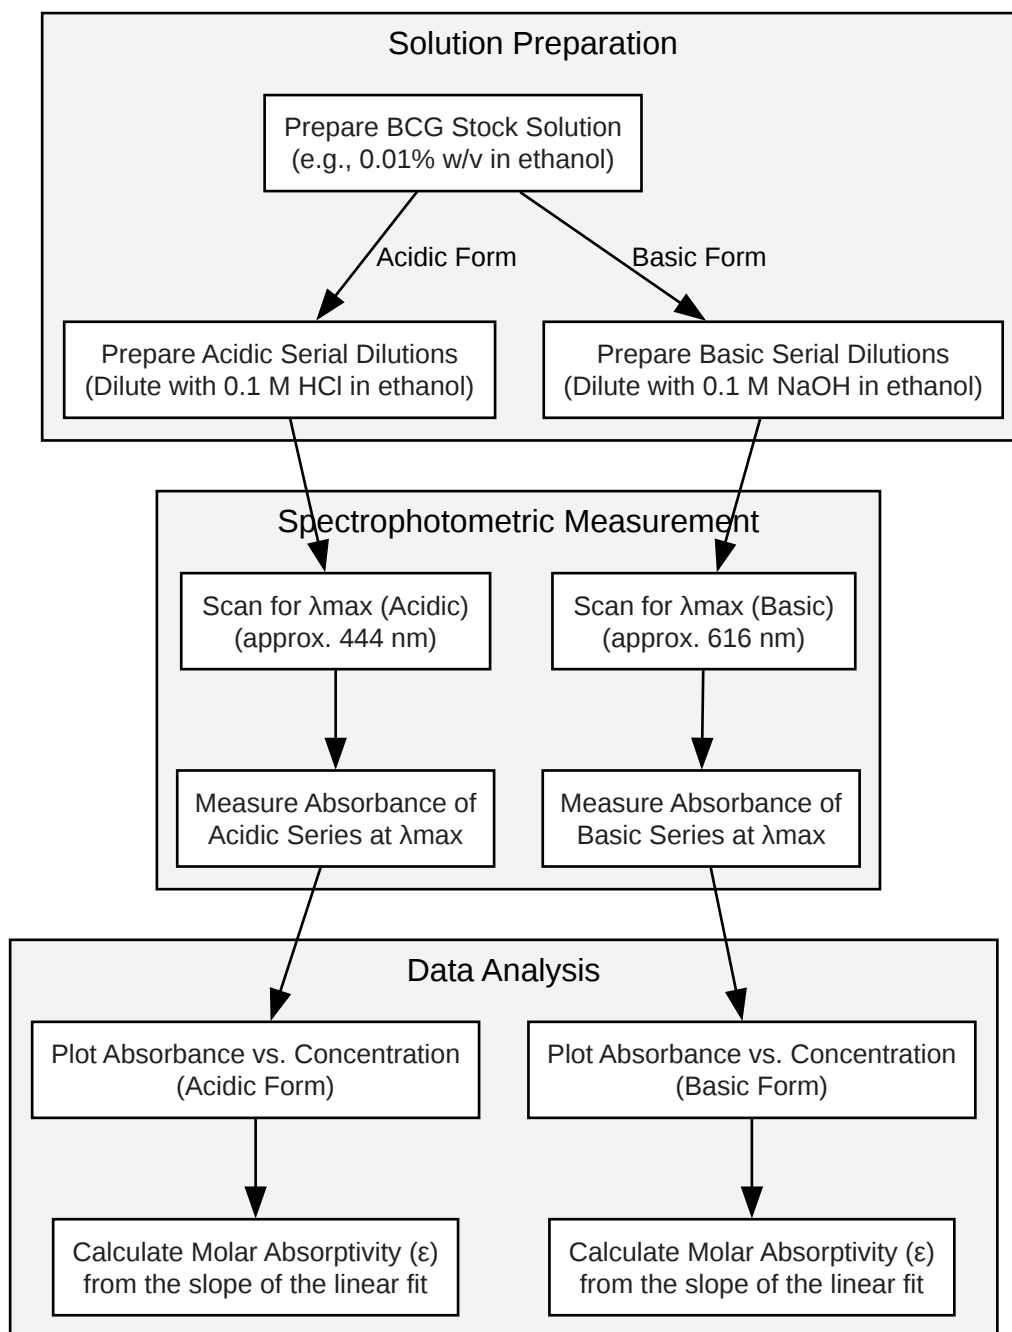 Solution Preparation
Prepare BCG Stock Solution
(e.g., 0.01% w/v in ethanol)
Acidic Form
Basic Form
Prepare Acidic Serial Dilutions
(Dilute with 0.1 M HCl in ethanol)
Prepare Basic Serial Dilutions
(Dilute with 0.1 M NaOH in ethanol)
Spectrophotometric Measurement
Scan for λmax (Acidic)
(approx. 444 nm)
Scan for λmax (Basic)
(approx. 616 nm)
Measure Absorbance of
Acidic Series at λmax
Measure Absorbance of
Basic Series at λmax
Data Analysis
Plot Absorbance vs. Concentration
(Acidic Form)
Plot Absorbance vs. Concentration
(Basic Form)
Calculate Molar Absorptivity (ε)
from the slope of the linear fit
Calculate Molar Absorptivity (ε)
from the slope of the linear fit